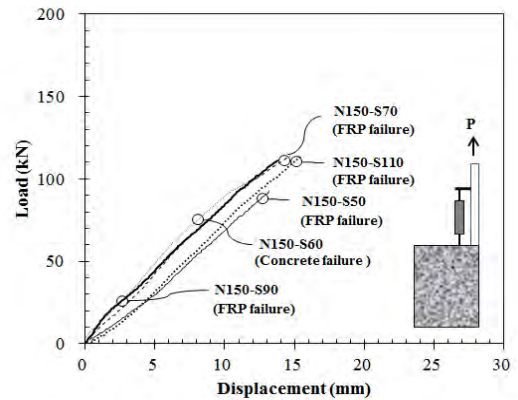 200
150
100
50
0
Load (kN)
N150-S70
(FRP failure)
N150-S110
(FRP failure)
N150-S50
(FRP failure)
N150-S60
(Concrete failure )
N150-S90
(FRP failure)
P
0 5 10 15 20 25 30
Displacement (mm)